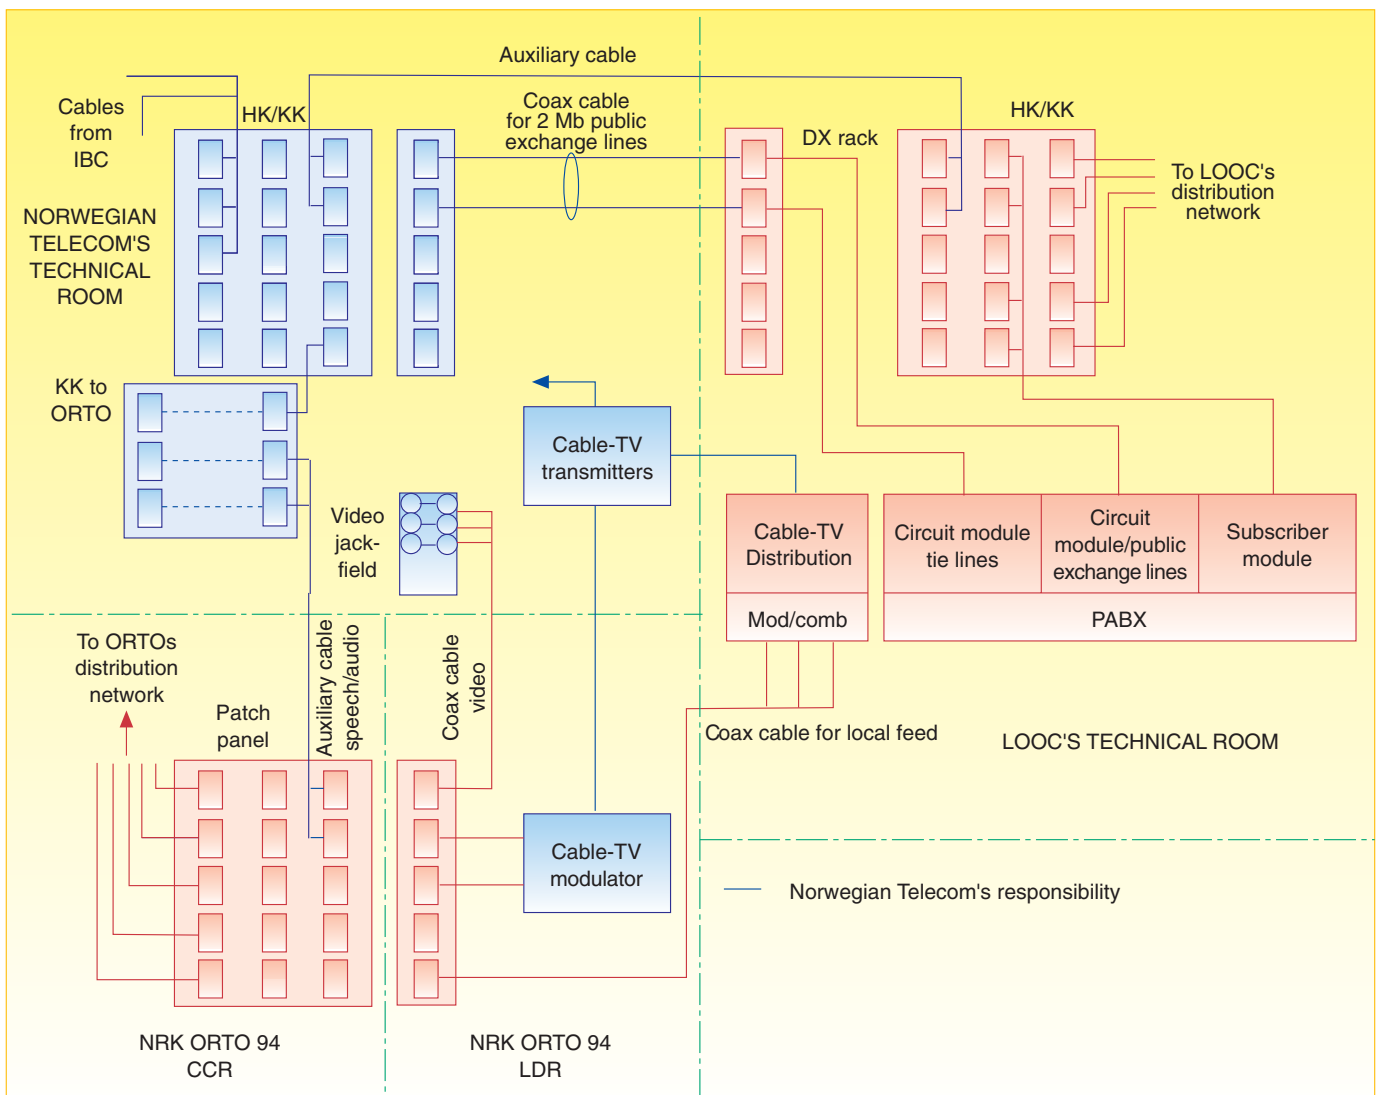 Auxiliary cable
Cables
from
IBC
HK/KK
Coax cable
for 2 Mb public
exchange lines
DX rack
HK/KK
To LOOC's
distribution
network
NORWEGIAN
TELECOM'S
TECHNICAL
ROOM
KK to
ORTO
Cable-TV
transmitters
Video
jack-
field
Cable-TV
Distribution
Mod/comb
Circuit module
tie lines
Circuit
module/public
exchange lines
Subscriber
module
PABX
To ORTOs
distribution
network
Patch
panel
Auxiliary cable
speech/audio
Coax cable
video
Coax cable for local feed
LOOC'S TECHNICAL ROOM
Cable-TV
modulator
Norwegian Telecom's responsibility
NRK ORTO 94
CCR
NRK ORTO 94
LDR